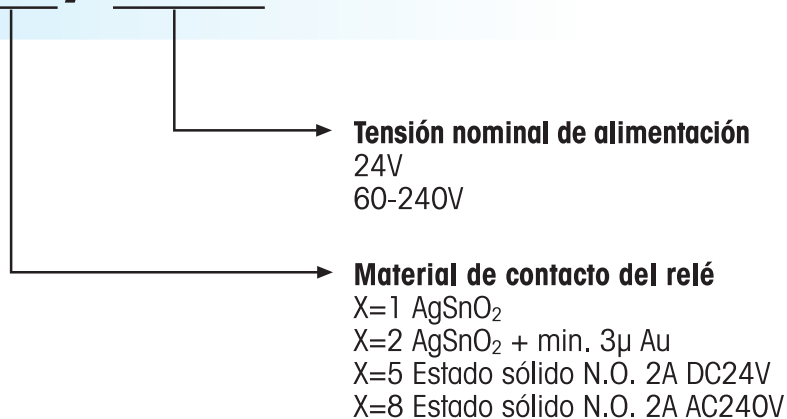 Tensión nominal de alimentación
24V
60-240V
Material de contacto del relé
X=1 AgSnO₂
X=2 AgSnO₂ + min. 3µ Au
X=5 Estado sólido N.O. 2A DC24V
X=8 Estado sólido N.O. 2A AC240V